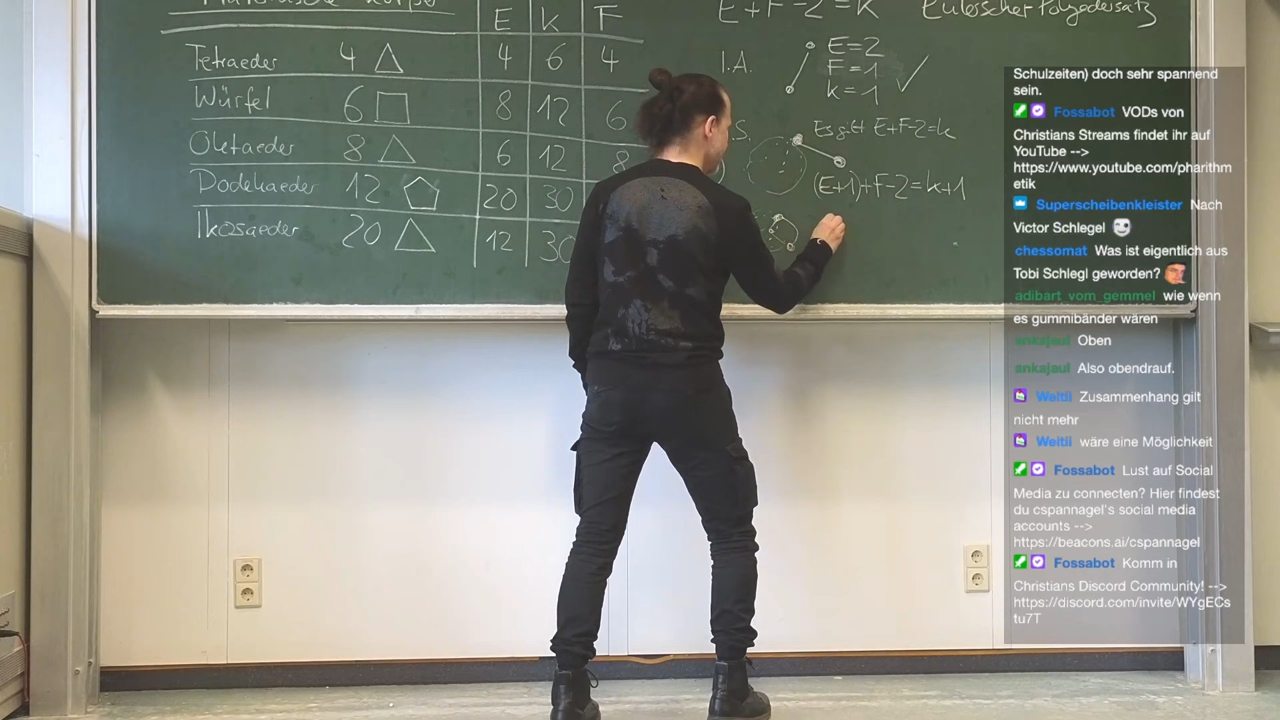 Platonische Körper
E K F
Tetraeder 4 4 6 4
Würfel 6 8 12 6
Oktaeder 8 6 12 8
Dodekaeder 12 20 30
Ikosaeder 20 12 30
E+F-2=K Eulerscher Polyedersatz
I.A. E=2
F=1
K=1 ✓
S. Es gilt E+F-2=k
(E+1)+F-2=k+1
Schulzeiten) doch sehr spannend
sein.
Fossabot VODs von
Christians Streams findet ihr auf
YouTube -->
https://www.youtube.com/pharithm
etik
Superscheibenkleister Nach
Victor Schlegel
chessomat Was ist eigentlich aus
Tobi Schlegl geworden?
adibart_vom_gemmel wie wenn
es gummibänder wären
ankajaul Oben
ankajaul Also obendrauf.
Weltii Zusammenhang gilt
nicht mehr
Weltii wäre eine Möglichkeit
Fossabot Lust auf Social
Media zu connecten? Hier findest
du cspannagel's social media
accounts -->
https://beacons.ai/cspannagel
Fossabot Komm in
Christians Discord Community! -->
https://discord.com/invite/WYgECs
tu7T